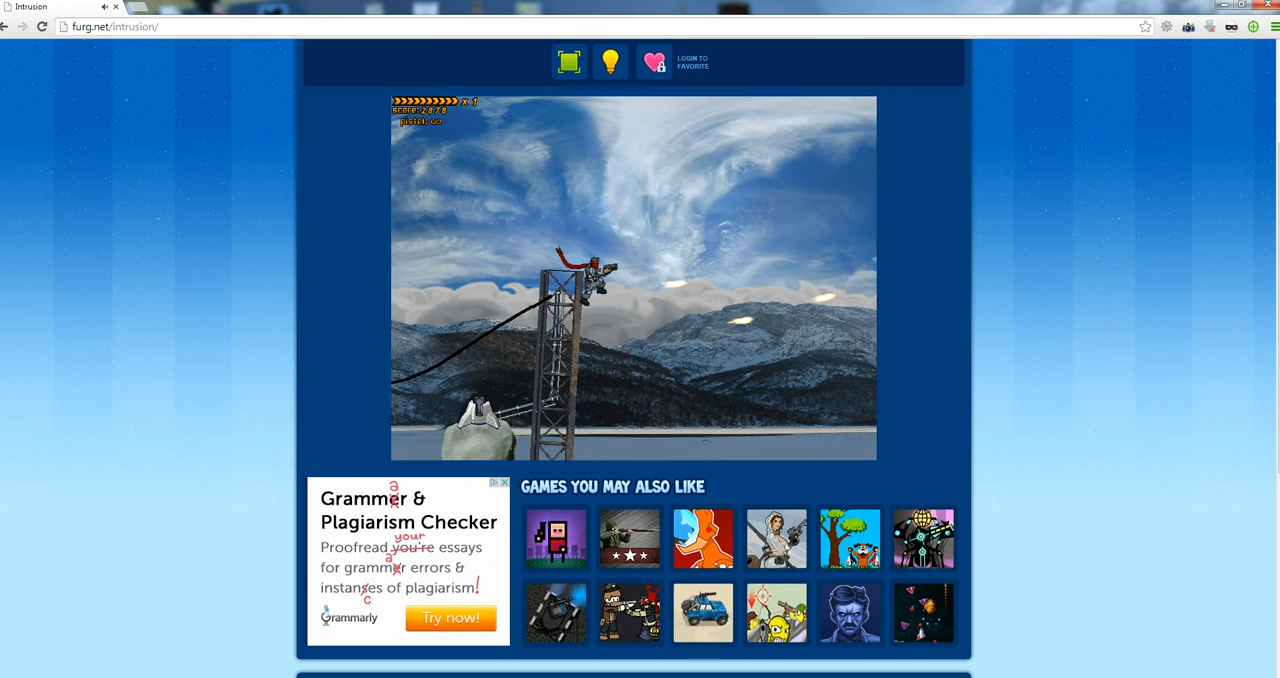 Intrusion
furg.net/intrusion/
LOGIN TO
FAVORITE
x 1
score: 2878
pistol: ∞
Grammer &
a
Plagiarism Checker
your
Proofread you're essays
a
for grammer errors &
instanses of plagiarism!
c
Grammarly
Try now!
GAMES YOU MAY ALSO LIKE